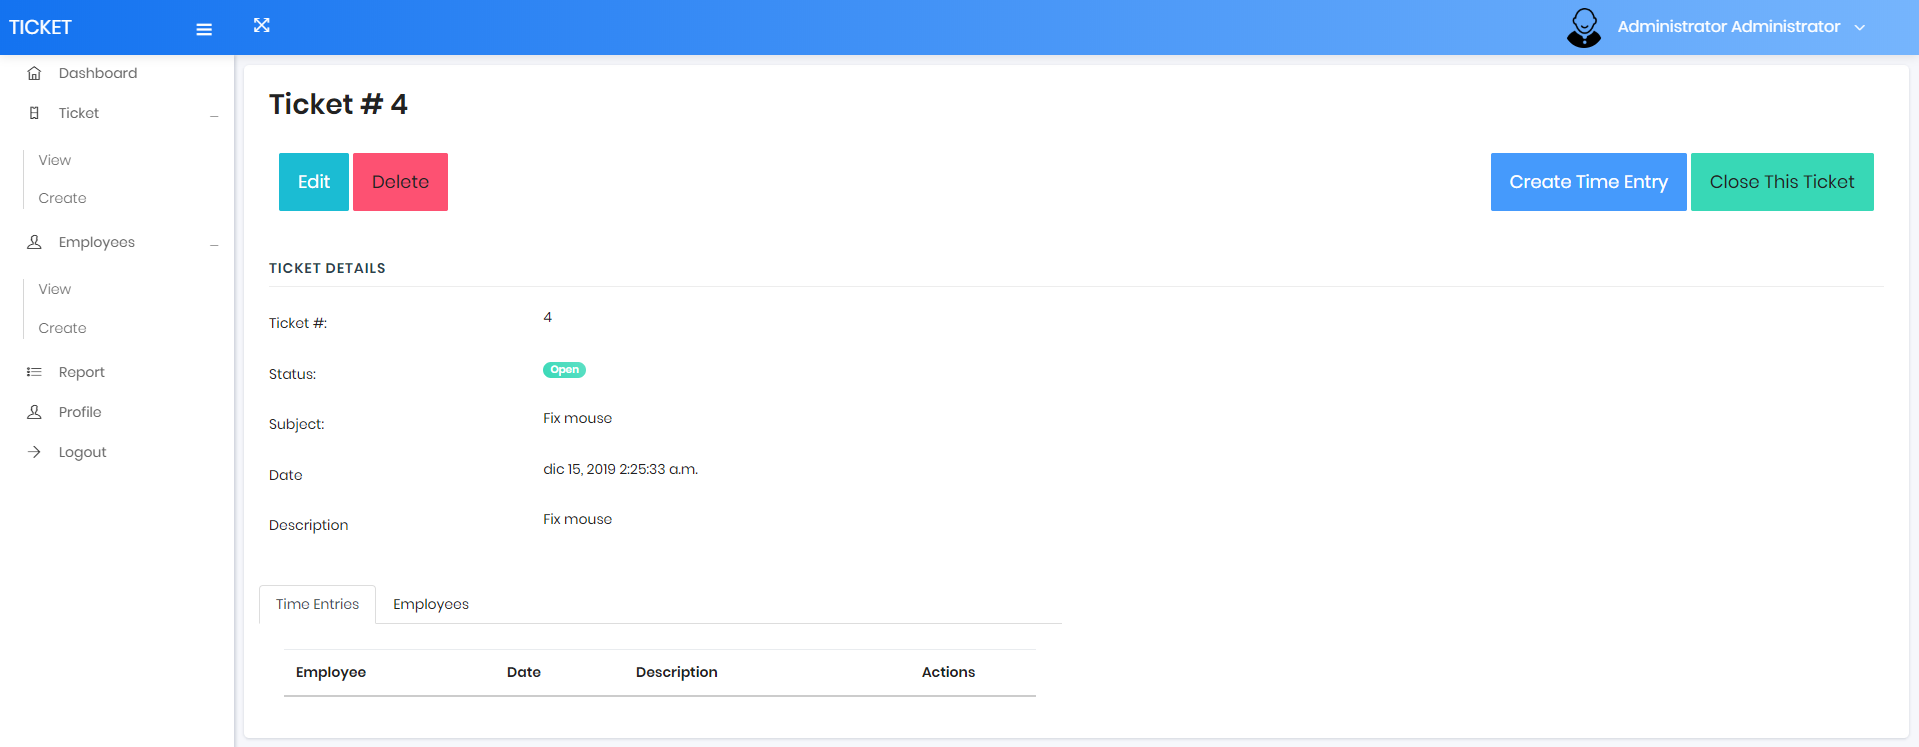 TICKET
Administrator Administrator
Dashboard
Ticket
View
Create
Employees
View
Create
Report
Profile
Logout
Ticket # 4
Edit Delete
Create Time Entry Close This Ticket
TICKET DETAILS
Ticket #: 4
Status: Open
Subject: Fix mouse
Date dic 15, 2019 2:25:33 a.m.
Description Fix mouse
Time Entries Employees
Employee Date Description Actions